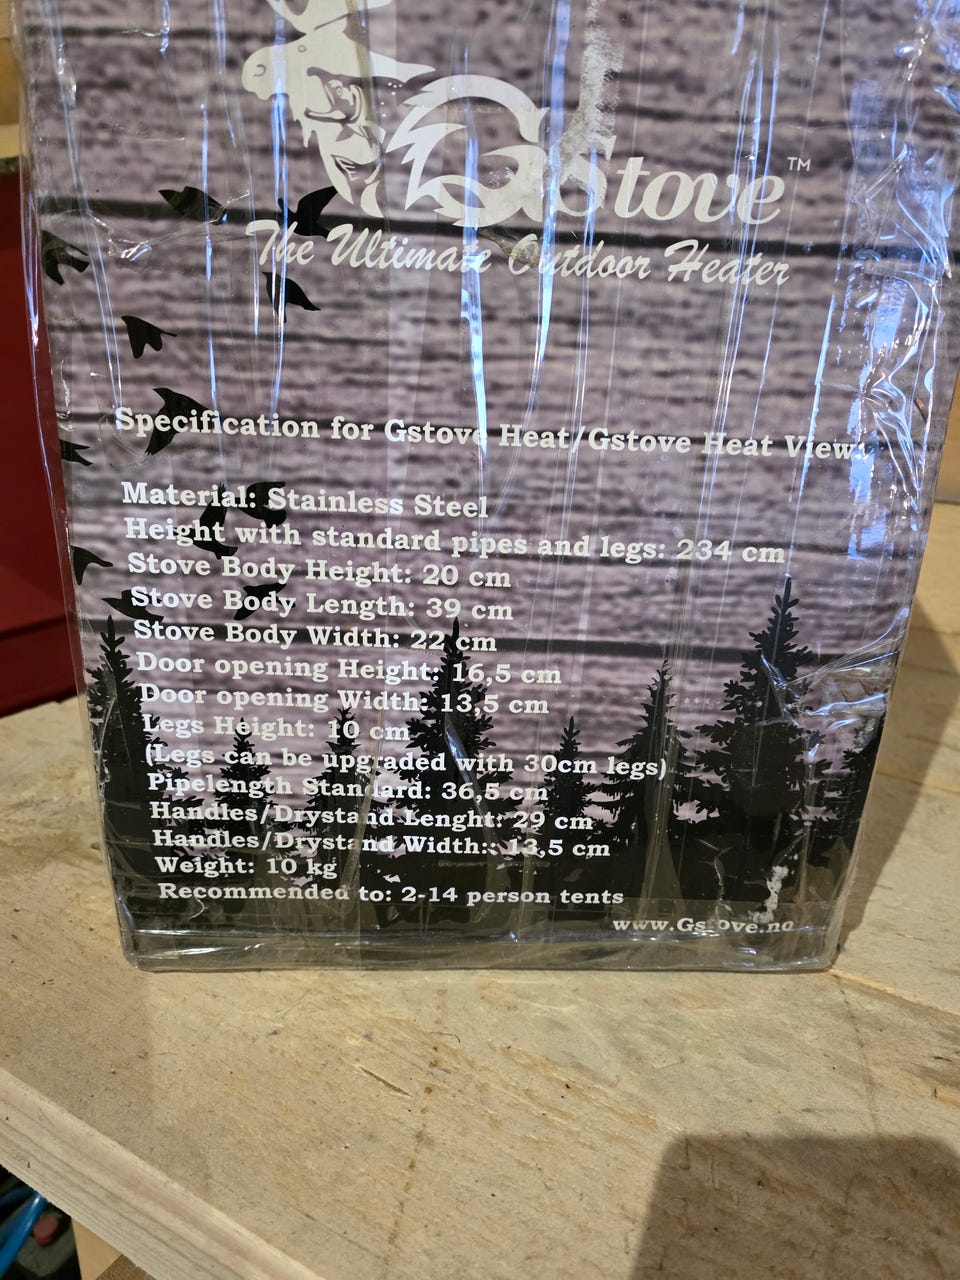 GStove™
The Ultimate Outdoor Heater
Specification for Gstove Heat/Gstove Heat View:
Material: Stainless Steel
Height with standard pipes and legs: 234 cm
Stove Body Height: 20 cm
Stove Body Length: 39 cm
Stove Body Width: 22 cm
Door opening Height: 16,5 cm
Door opening Width: 13,5 cm
Legs Height: 10 cm
(Legs can be upgraded with 30cm legs)
Pipelength Standard: 36,5 cm
Handles/Drystand Lenght: 29 cm
Handles/Drystand Width:: 13,5 cm
Weight: 10 kg
Recommended to: 2-14 person tents
www.Gstove.no